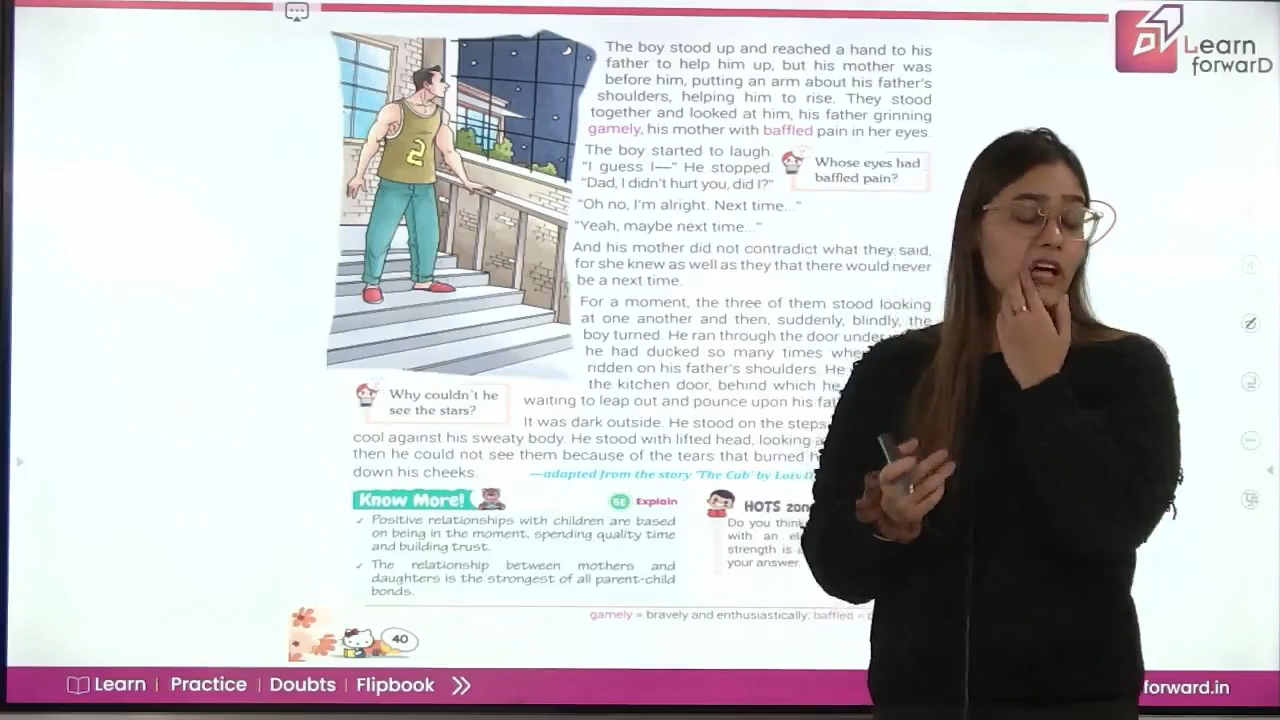 Learn
forwarD
The boy stood up and reached a hand to his
father to help him up, but his mother was
before him, putting an arm about his father's
shoulders, helping him to rise. They stood
together and looked at him, his father grinning
gamely, his mother with baffled pain in her eyes.
The boy started to laugh.
"I guess I—" He stopped.
"Dad, I didn't hurt you, did I?"
Whose eyes had
baffled pain?
"Oh no, I'm alright. Next time..."
"Yeah, maybe next time..."
And his mother did not contradict what they said,
for she knew as well as they that there would never
be a next time.
For a moment, the three of them stood looking
at one another and then, suddenly, blindly, the
boy turned. He ran through the door under
he had ducked so many times
ridden on his father's shoulders. He
the kitchen door, behind which he
waiting to leap out and pounce upon his
Why couldn`t he
see the stars?
It was dark outside. He stood on the steps
cool against his sweaty body. He stood with lifted head, looking
then he could not see them because of the tears that burned
down his cheeks.
—adapted from the story 'The Cub' by Lois
Know More!
5E Explain
✓ Positive relationships with children are based
on being in the moment, spending quality time
and building trust.
✓ The relationship between mothers and
daughters is the strongest of all parent-child
bonds.
HOTS
Do you think
with an
strength is
your answer.
gamely = bravely and enthusiastically; baffled =
40
2
Learn | Practice | Doubts | Flipbook
forward.in